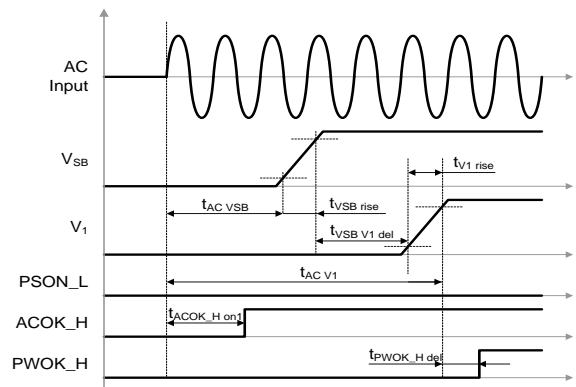 AC
Input
VSB
tV1 rise
tAC VSB
tVSB rise
V1
tVSB V1 del
tAC V1
PSON_L
ACOK_H
tACOK_H on1
PWOK_H
tPWOK_H del